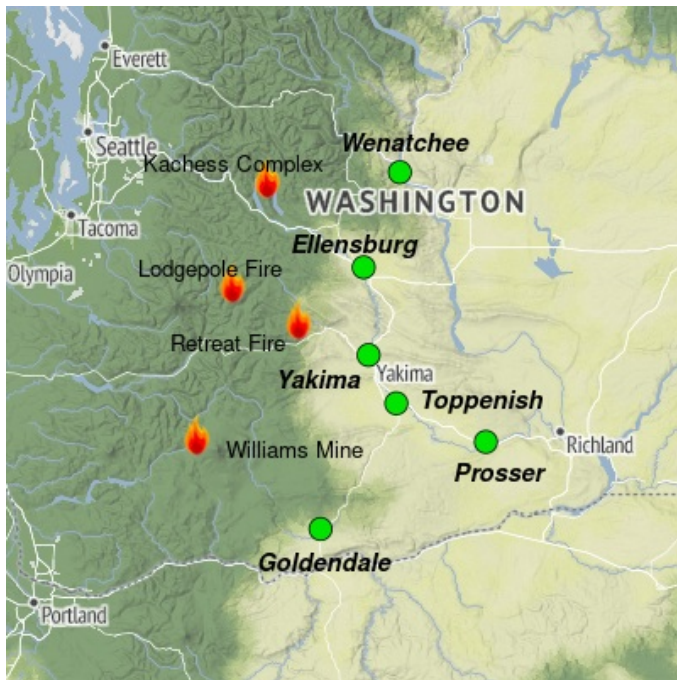 Everett
Wenatchee
Seattle
Kachess Complex
WASHINGTON
Tacoma
Ellensburg
Olympia
Lodgepole Fire
Retreat Fire
Yakima
Yakima
Toppenish
Richland
Williams Mine
Prosser
Goldendale
Portland